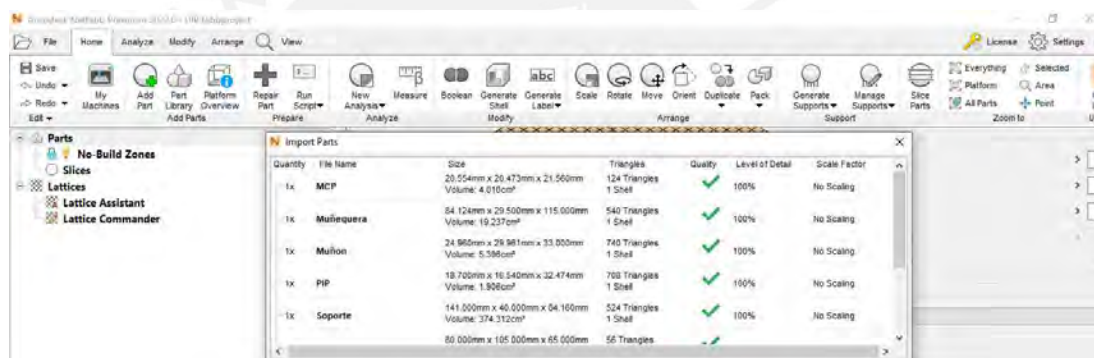 File Home Analyze Modify Arrange View License Settings
Save
Undo
Redo
Edit
My Machines
Add Part
Part Library
Platform Overview
Add Parts
Repair Part
Run Script
Prepare
New Analysis
Measure
Analyze
Boolean
Generate Shell
abc
Generate Label
Modify
Scale
Rotate
Move
Orient
Duplicate
Pack
Arrange
Generate Supports
Manage Supports
Support
Slice Parts
Everything
Selected
Platform
Area
All Parts
Point
Zoom to
Parts
No-Build Zones
Slices
Lattices
Lattice Assistant
Lattice Commander
Import Parts
Quantity File Name Size Triangles Quality Level of Detail Scale Factor
1x MCP 20.554mm x 20.473mm x 21.560mm 124 Triangles 100% No Scaling
Volume: 4.010cm³ 1 Shell
1x Muñequera 84.124mm x 29.500mm x 115.000mm 540 Triangles 100% No Scaling
Volume: 19.237cm³ 1 Shell
1x Muñon 24.960mm x 29.981mm x 33.000mm 740 Triangles 100% No Scaling
Volume: 5.396cm³ 1 Shell
1x PIP 18.700mm x 16.540mm x 32.474mm 708 Triangles 100% No Scaling
Volume: 1.906cm³ 1 Shell
1x Soporte 141.000mm x 40.000mm x 84.160mm 524 Triangles 100% No Scaling
Volume: 374.312cm³ 1 Shell
80.000mm x 105.000mm x 65.000mm 56 Triangles